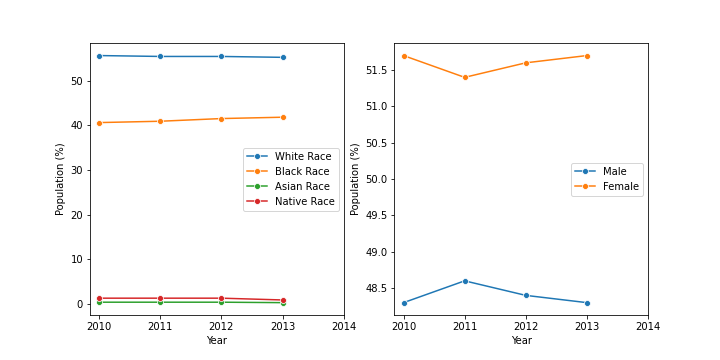 Population (%)
50
40
30
20
10
0
2010 2011 2012 2013 2014
Year
White Race
Black Race
Asian Race
Native Race
Population (%)
51.5
51.0
50.5
50.0
49.5
49.0
48.5
2010 2011 2012 2013 2014
Year
Male
Female